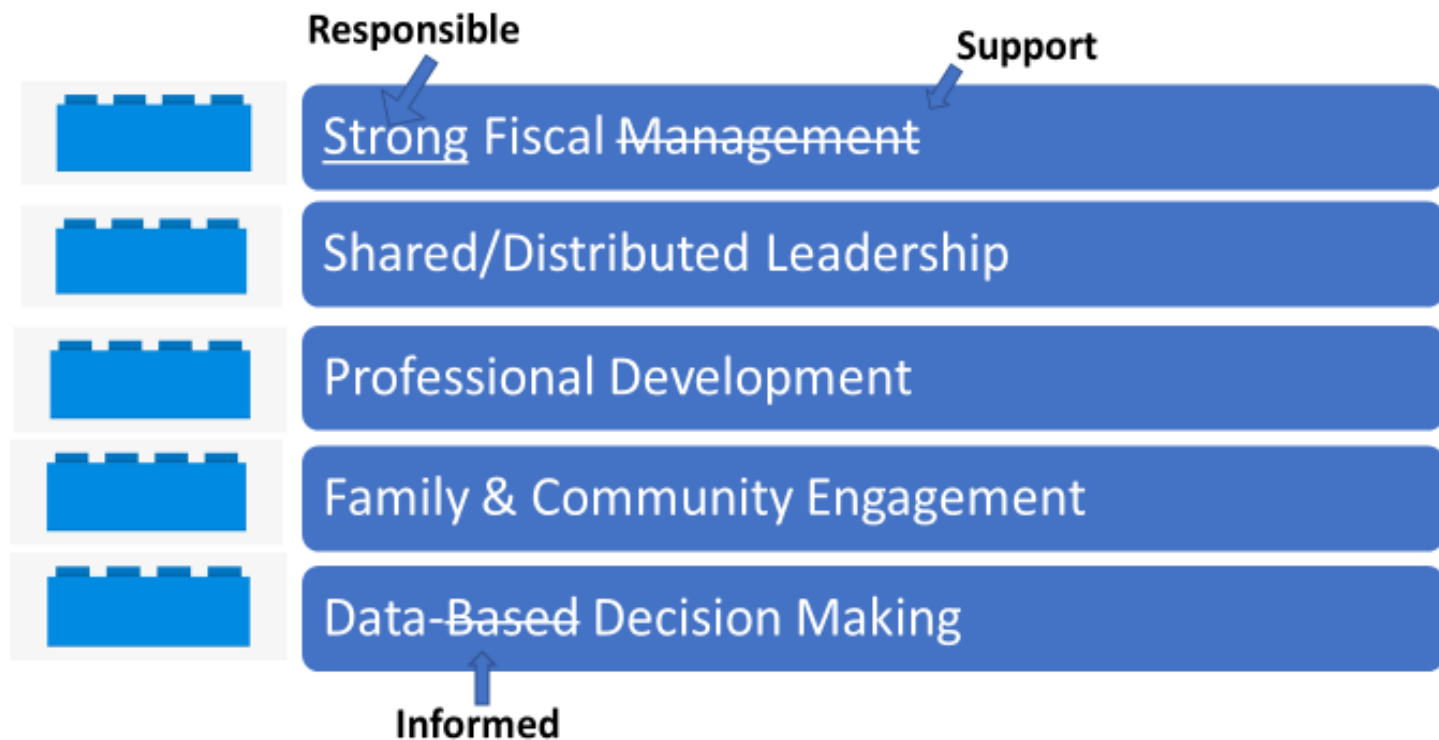 Responsible
Support
Strong Fiscal Management
Shared/Distributed Leadership
Professional Development
Family & Community Engagement
Data-Based Decision Making
Informed